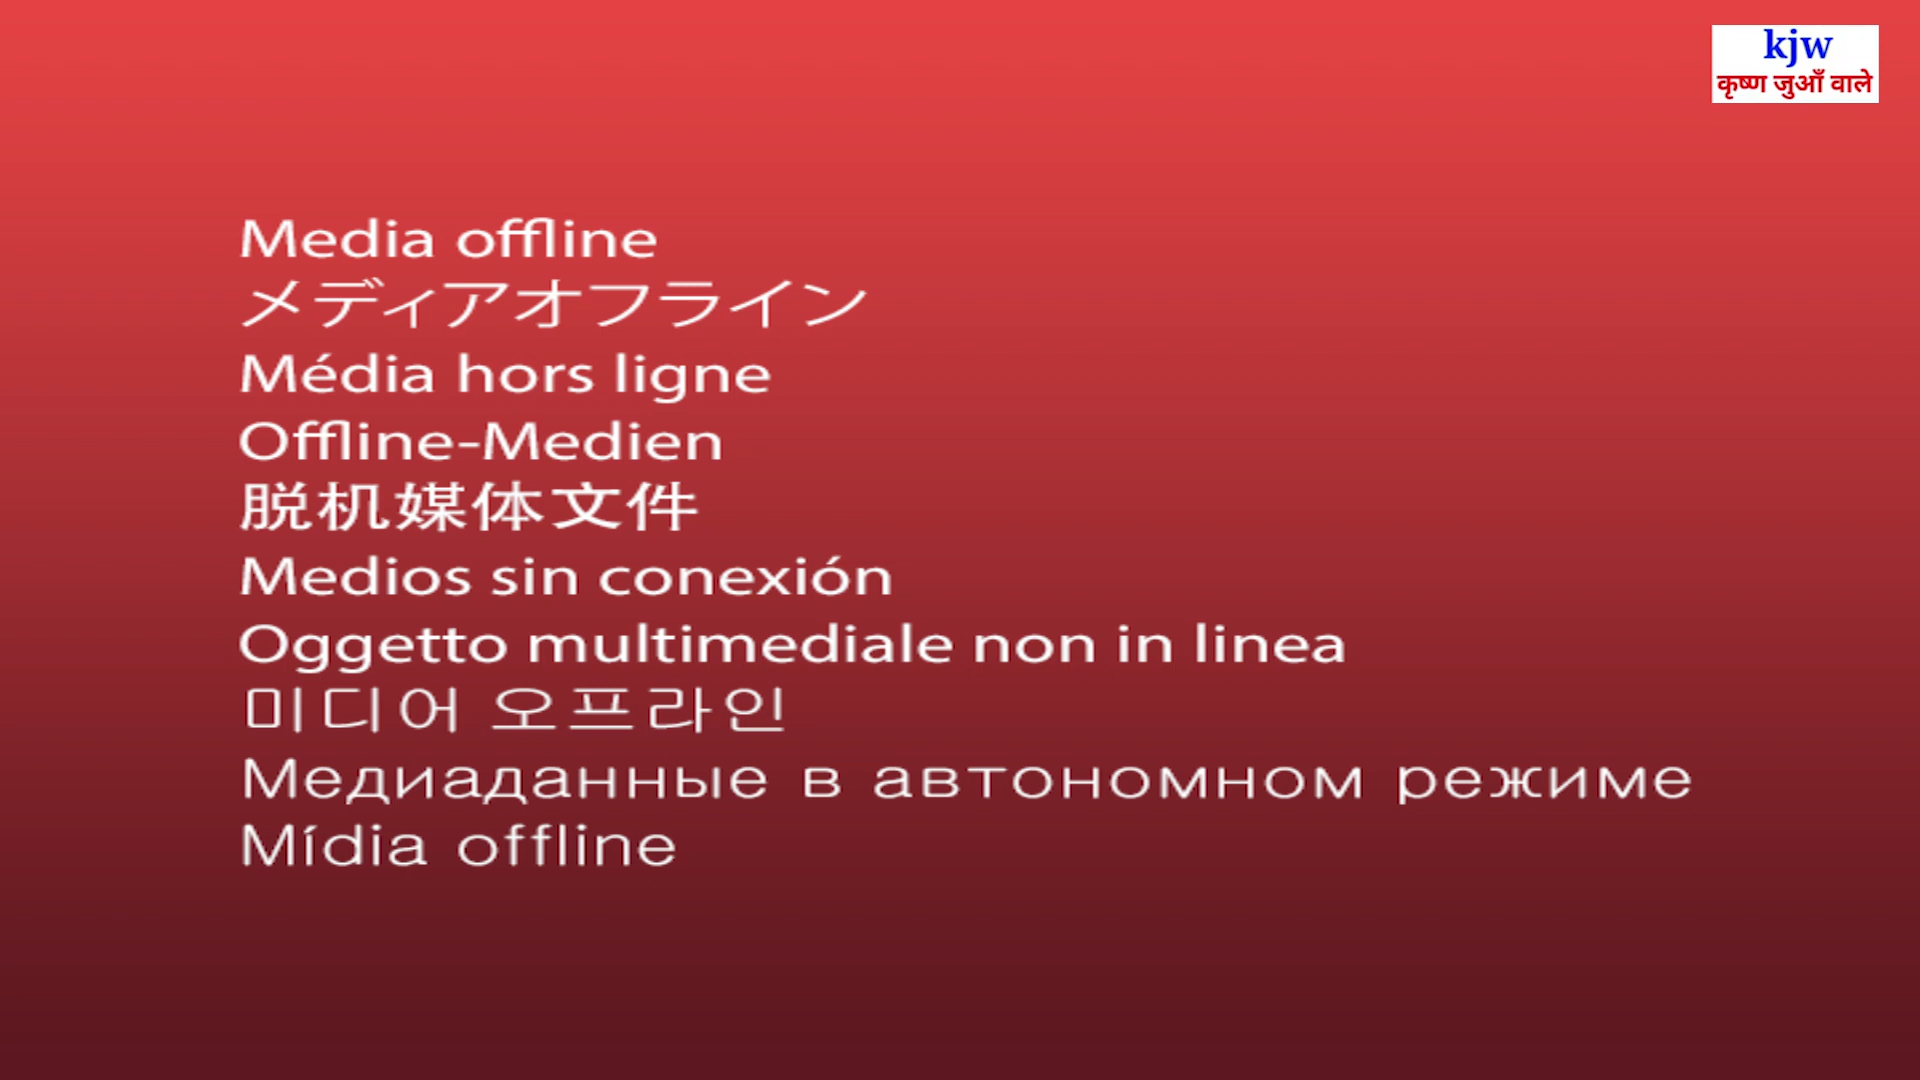 kjw
कृष्ण जुआँ वाले
Media offline
メディアオフライン
Média hors ligne
Offline-Medien
脱机媒体文件
Medios sin conexión
Oggetto multimediale non in linea
미디어 오프라인
Медиаданные в автономном режиме
Mídia offline